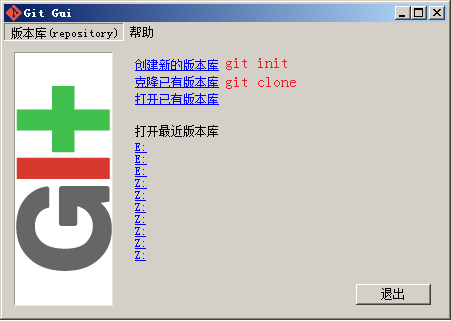 Git Gui
版本库(repository) 帮助
创建新的版本库 git init
克隆已有版本库 git clone
打开已有版本库
打开最近版本库
E:
E:
E:
Z:
Z:
Z:
Z:
Z:
Z:
Z:
git
退出